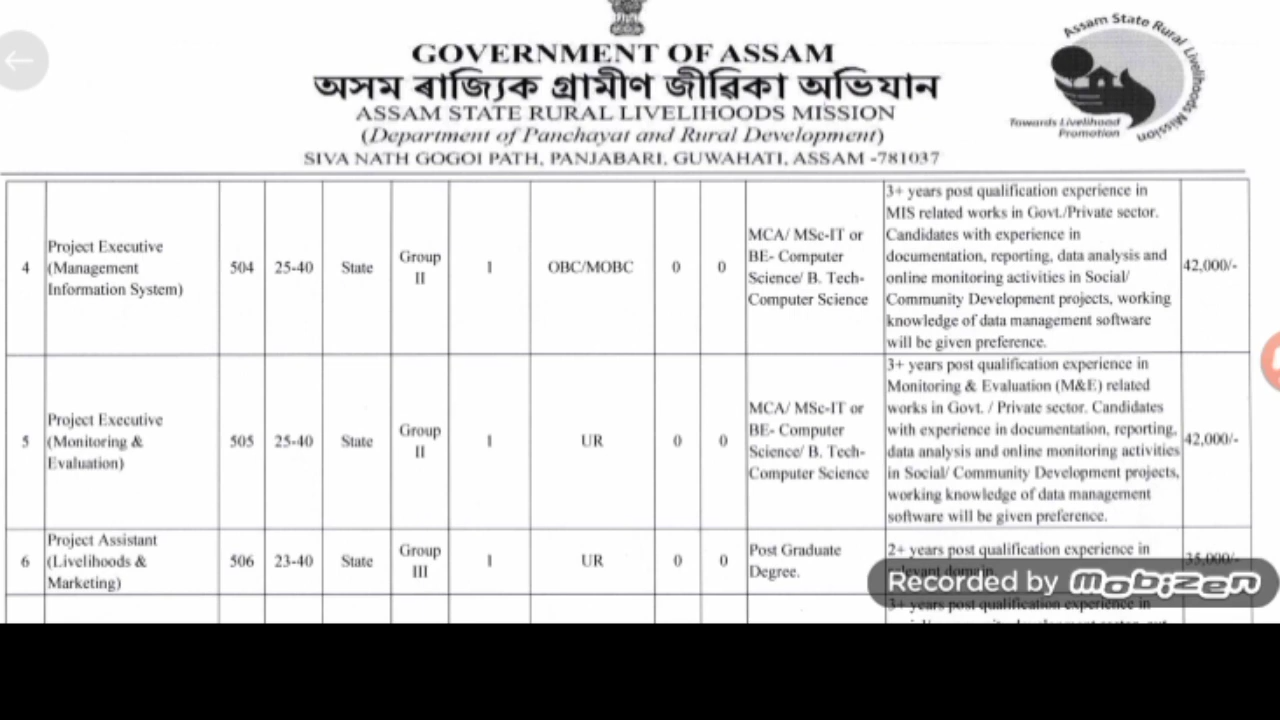 GOVERNMENT OF ASSAM
অসম ৰাজ্যিক গ্ৰামীণ জীৱিকা অভিযান
ASSAM STATE RURAL LIVELIHOODS MISSION
(Department of Panchayat and Rural Development)
SIVA NATH GOGOI PATH, PANJABARI, GUWAHATI, ASSAM -781037
Assam State Rural Livelihoods Mission
Towards Livelihood
Promotion
4
Project Executive
(Management
Information System)
504
25-40
State
Group
II
1
OBC/MOBC
0
0
MCA/ MSc-IT or
BE- Computer
Science/ B. Tech-
Computer Science
3+ years post qualification experience in
MIS related works in Govt./Private sector.
Candidates with experience in
documentation, reporting, data analysis and
online monitoring activities in Social/
Community Development projects, working
knowledge of data management software
will be given preference.
42,000/-
5
Project Executive
(Monitoring &
Evaluation)
505
25-40
State
Group
II
1
UR
0
0
MCA/ MSc-IT or
BE- Computer
Science/ B. Tech-
Computer Science
3+ years post qualification experience in
Monitoring & Evaluation (M&E) related
works in Govt. / Private sector. Candidates
with experience in documentation, reporting,
data analysis and online monitoring activities
in Social/ Community Development projects,
working knowledge of data management
software will be given preference.
42,000/-
6
Project Assistant
(Livelihoods &
Marketing)
506
23-40
State
Group
III
1
UR
0
0
Post Graduate
Degree.
2+ years post qualification experience in
relevant domain.
35,000/-
Recorded by Mobizen
3+ years post qualification experience in